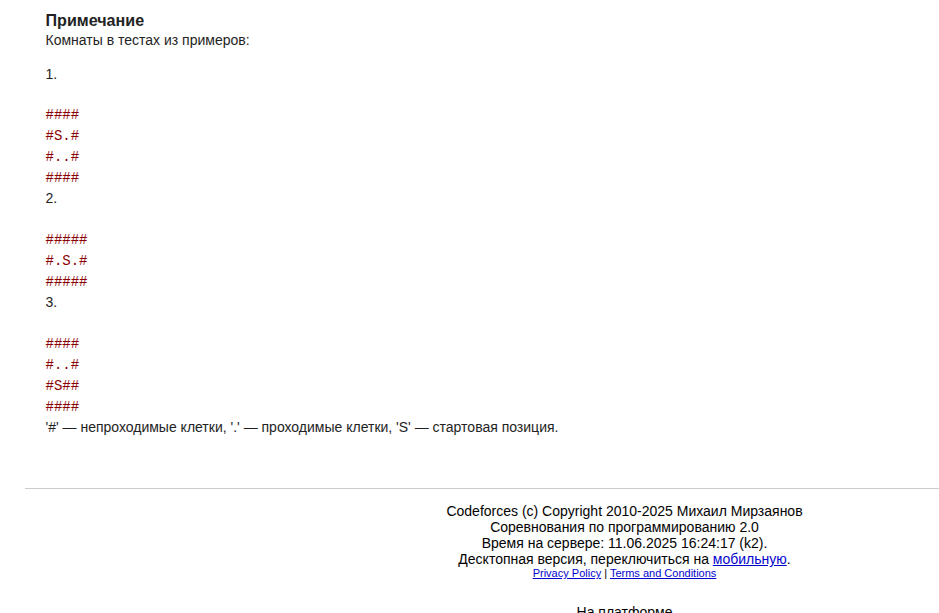 Примечание
Комнаты в тестах из примеров:
1.
####
#S.#
#..#
####
2.
#####
#.S.#
#####
3.
####
#..#
#S##
####
'#' — непроходимые клетки, '.' — проходимые клетки, 'S' — стартовая позиция.
Codeforces (c) Copyright 2010-2025 Михаил Мирзаянов
Соревнования по программированию 2.0
Время на сервере: 11.06.2025 16:24:17 (k2).
Десктопная версия, переключиться на мобильную.
Privacy Policy | Terms and Conditions
На платформе